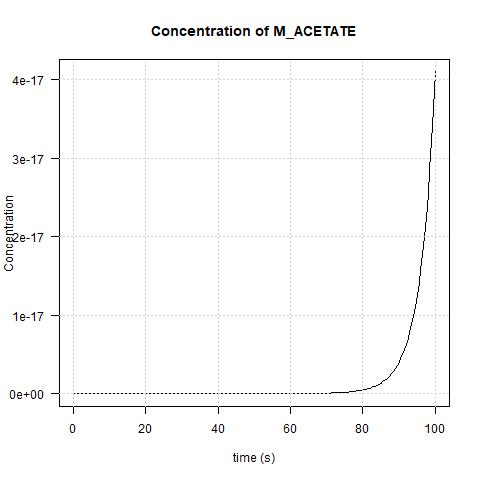 Concentration of M_ACETATE
4e-17
3e-17
2e-17
1e-17
0e+00
Concentration
0 20 40 60 80 100
time (s)